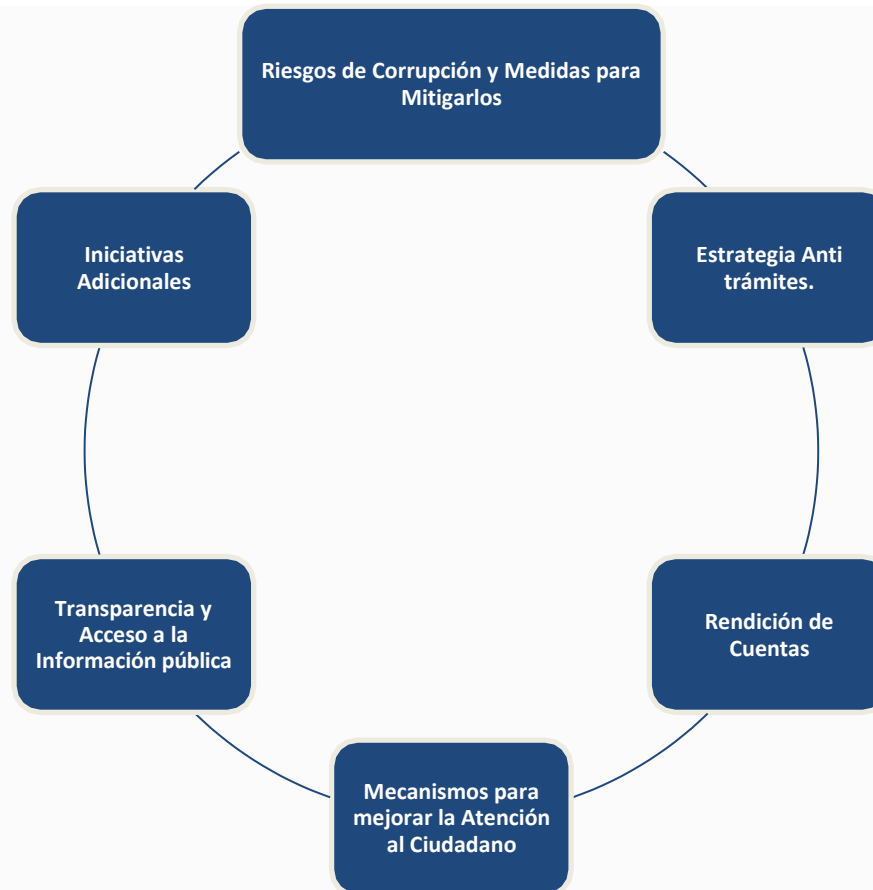 Riesgos de Corrupción y Medidas para
Mitigarlos
Estrategia Anti
trámites.
Rendición de
Cuentas
Mecanismos para
mejorar la Atención
al Ciudadano
Transparencia y
Acceso a la
Información pública
Iniciativas
Adicionales